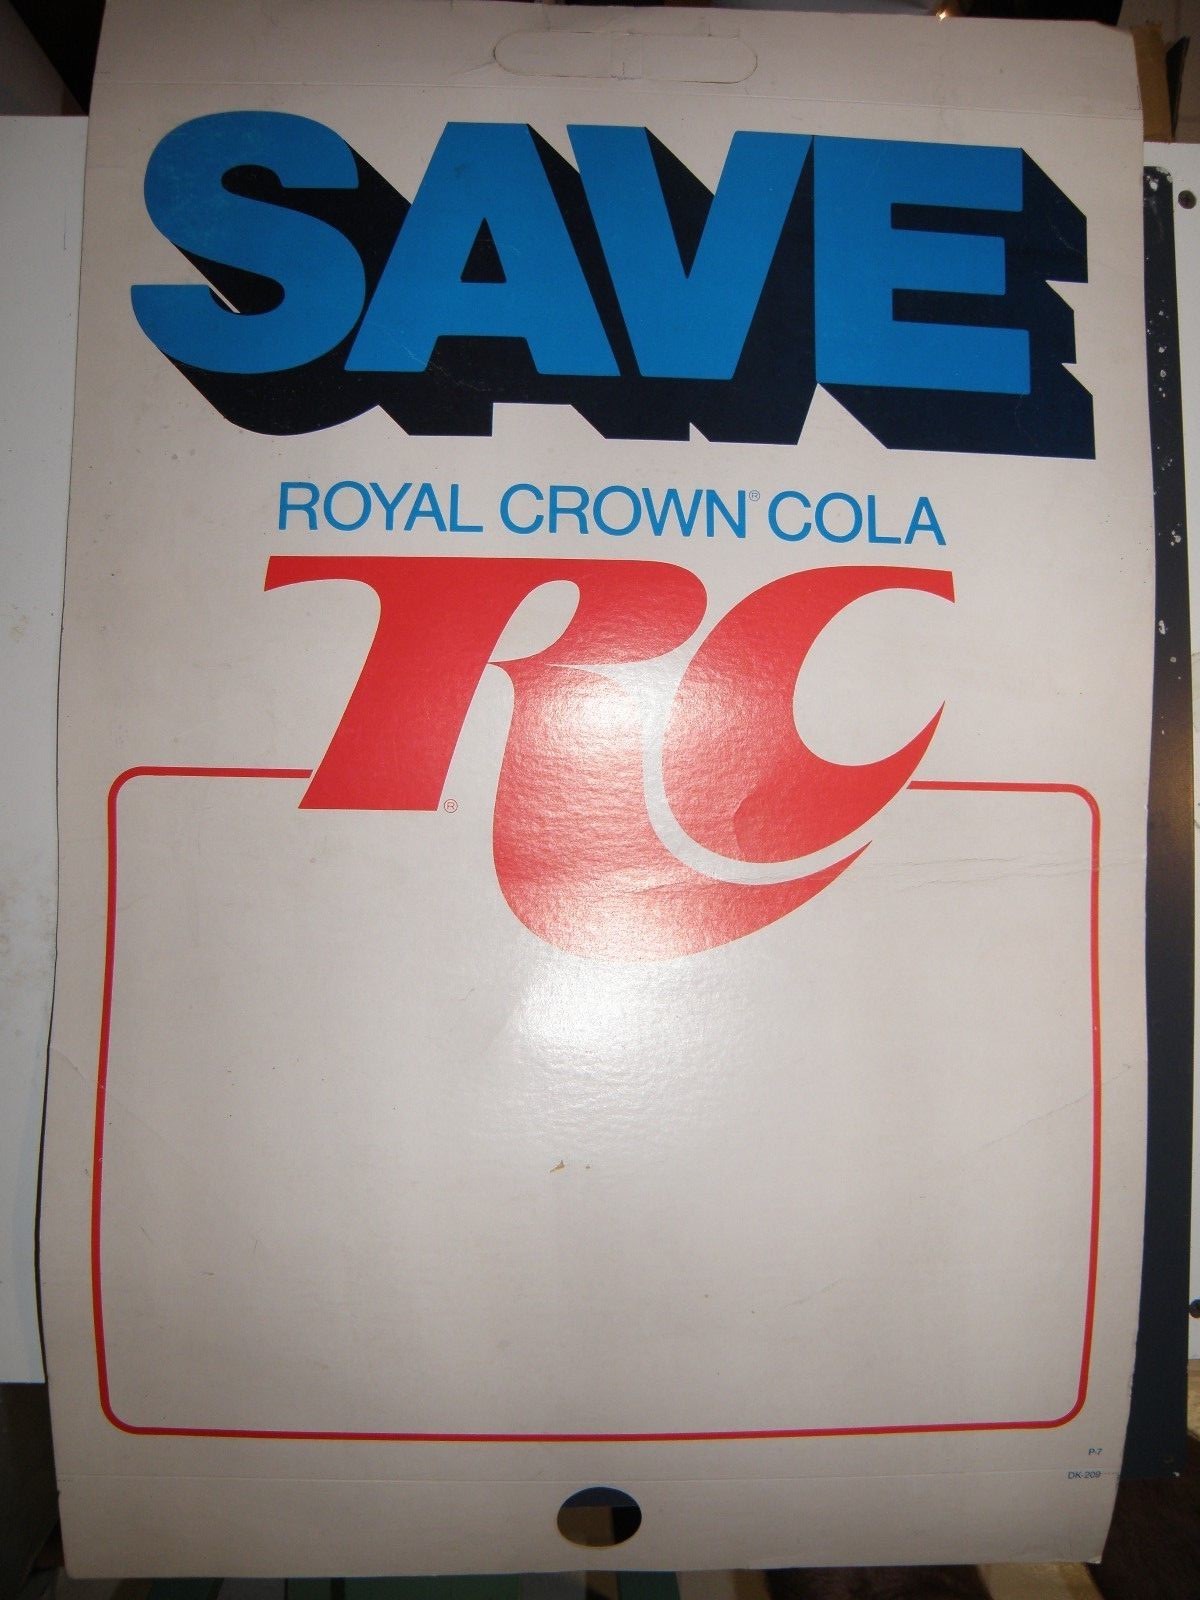 SAVE
ROYAL CROWN® COLA
RC®
P-7
DK-209